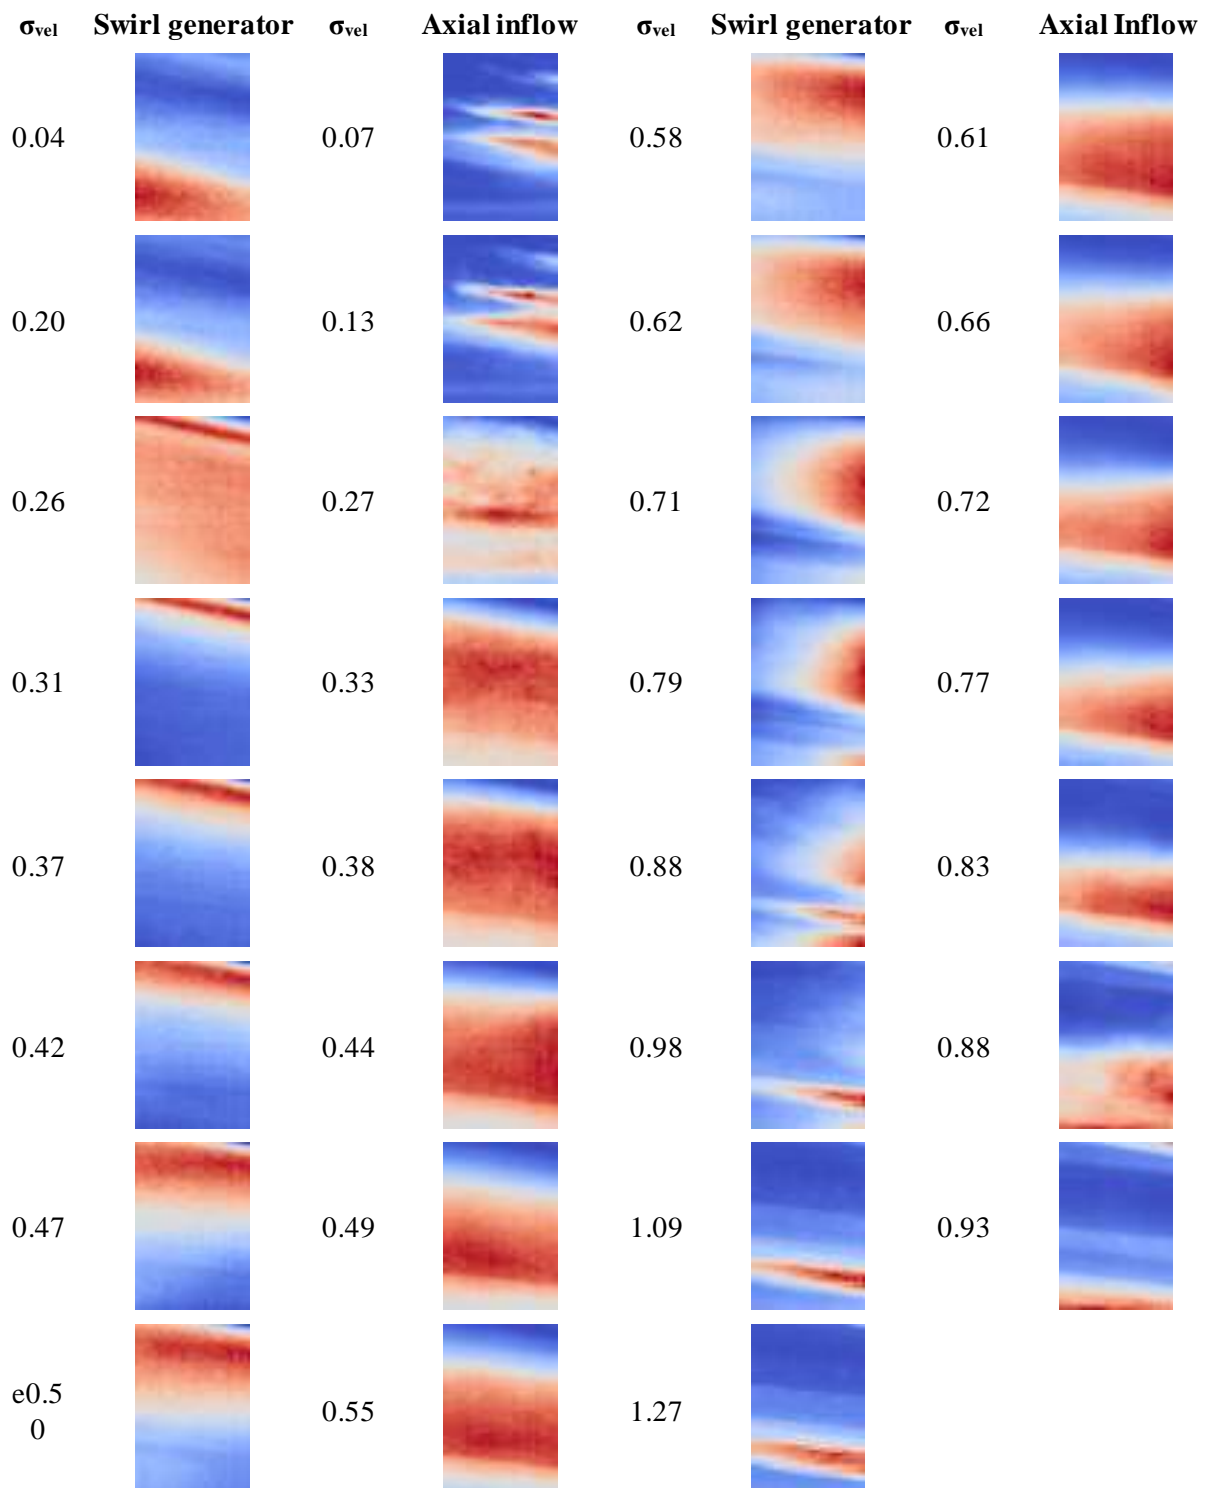 σvel Swirl generator σvel Axial inflow σvel Swirl generator σvel Axial Inflow
0.04 0.07 0.58 0.61
0.20 0.13 0.62 0.66
0.26 0.27 0.71 0.72
0.31 0.33 0.79 0.77
0.37 0.38 0.88 0.83
0.42 0.44 0.98 0.88
0.47 0.49 1.09 0.93
e0.5
0 0.55 1.27